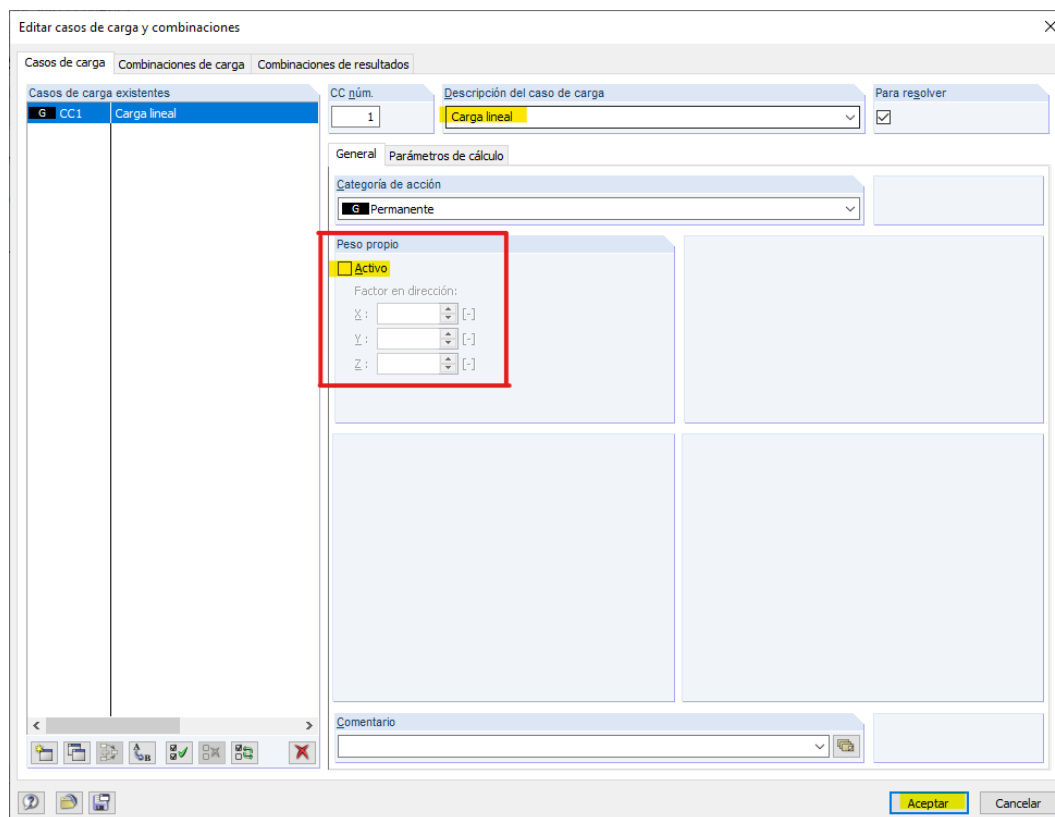 Editar casos de carga y combinaciones
Casos de carga Combinaciones de carga Combinaciones de resultados
Casos de carga existentes
G CC1 Carga lineal
CC núm.
1
Descripción del caso de carga
Carga lineal
Para resolver
General Parámetros de cálculo
Categoría de acción
G Permanente
Peso propio
Activo
Factor en dirección:
X : [-]
Y : [-]
Z : [-]
Comentario
Aceptar Cancelar